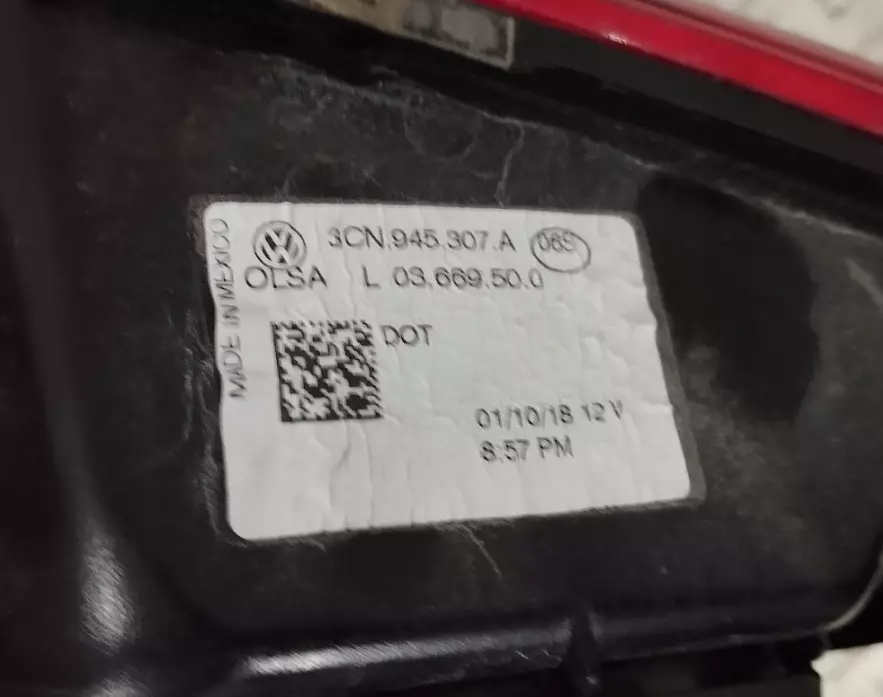 3CN.945.307.A 06S
OLSA L 03.669.50.0
MADE IN MEXICO
DOT
01/10/18 12 V
8:57 PM